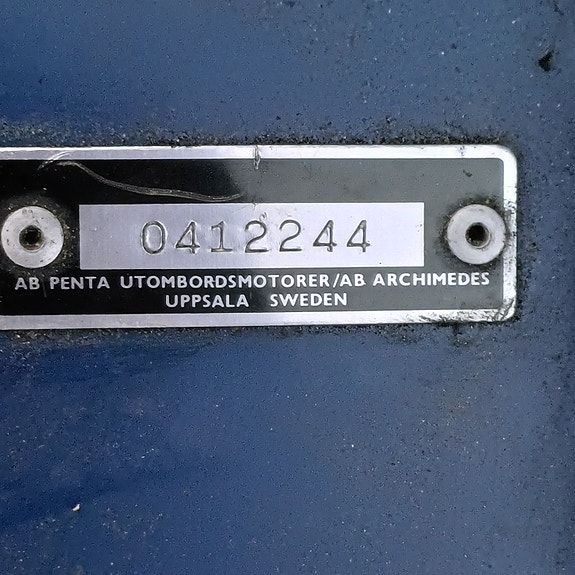 0412244
AB PENTA UTOMBORDSMOTORER/AB ARCHIMEDES
UPPSALA SWEDEN